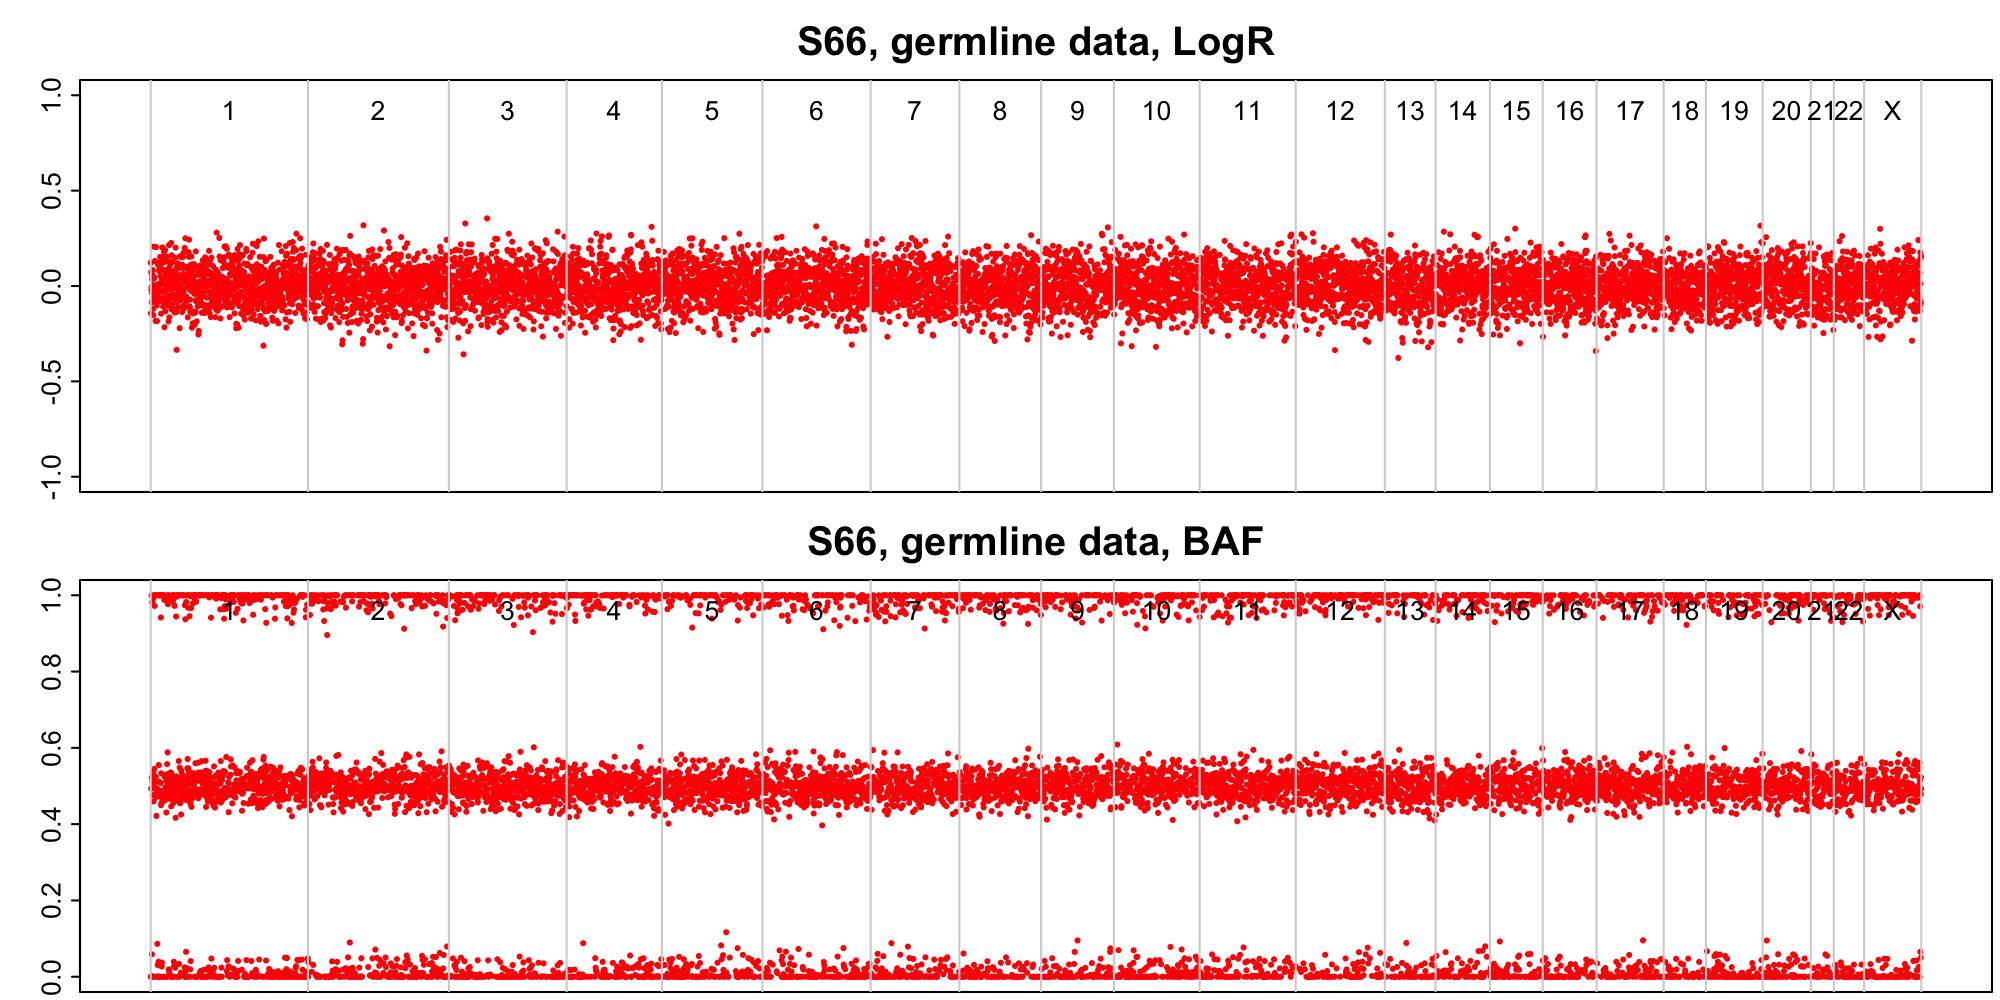 S66, germline data, LogR
1.0
0.5
0.0
-0.5
-1.0
1 2 3 4 5 6 7 8 9 10 11 12 13 14 15 16 17 18 19 20 21 22 X
S66, germline data, BAF
1.0
0.8
0.6
0.4
0.2
0.0
1 2 3 4 5 6 7 8 9 10 11 12 13 14 15 16 17 18 19 20 21 22 X